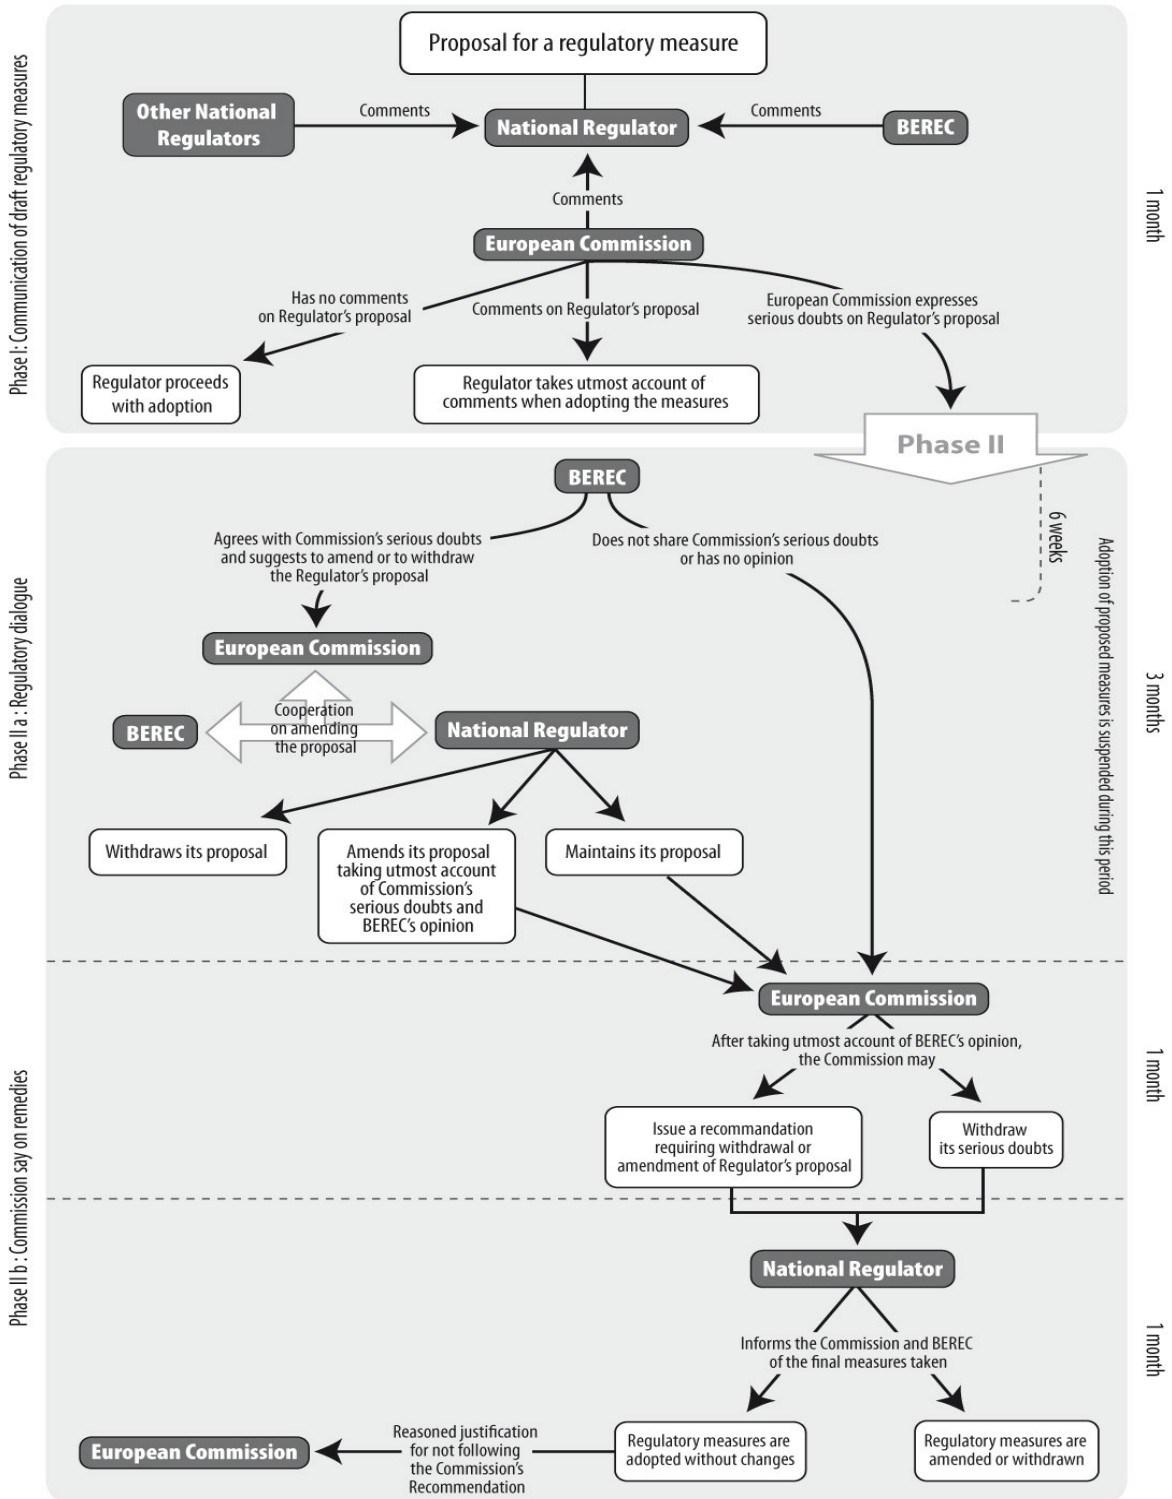 Proposal for a regulatory measure
Other National
Regulators
Comments
National Regulator
Comments
BEREC
Comments
European Commission
Has no comments
on Regulator's proposal
Comments on Regulator's proposal
European Commission expresses
serious doubts on Regulator's proposal
Regulator proceeds
with adoption
Regulator takes utmost account of
comments when adopting the measures
Phase I: Communication of draft regulatory measures
1 month
Phase II
BEREC
6 weeks
Agrees with Commission's serious doubts
and suggests to amend or to withdraw
the Regulator's proposal
Does not share Commission's serious doubts
or has no opinion
European Commission
BEREC
Cooperation
on amending
the proposal
National Regulator
Withdraws its proposal
Amends its proposal
taking utmost account
of Commission's
serious doubts and
BEREC's opinion
Maintains its proposal
Phase II a : Regulatory dialogue
Adoption of proposed measures is suspended during this period
3 months
European Commission
After taking utmost account of BEREC's opinion,
the Commission may
Issue a recommandation
requiring withdrawal or
amendment of Regulator's proposal
Withdraw
its serious doubts
1 month
Phase II b : Commission say on remedies
National Regulator
Informs the Commission and BEREC
of the final measures taken
European Commission
Reasoned justification
for not following
the Commission's
Recommendation
Regulatory measures are
adopted without changes
Regulatory measures are
amended or withdrawn
1 month